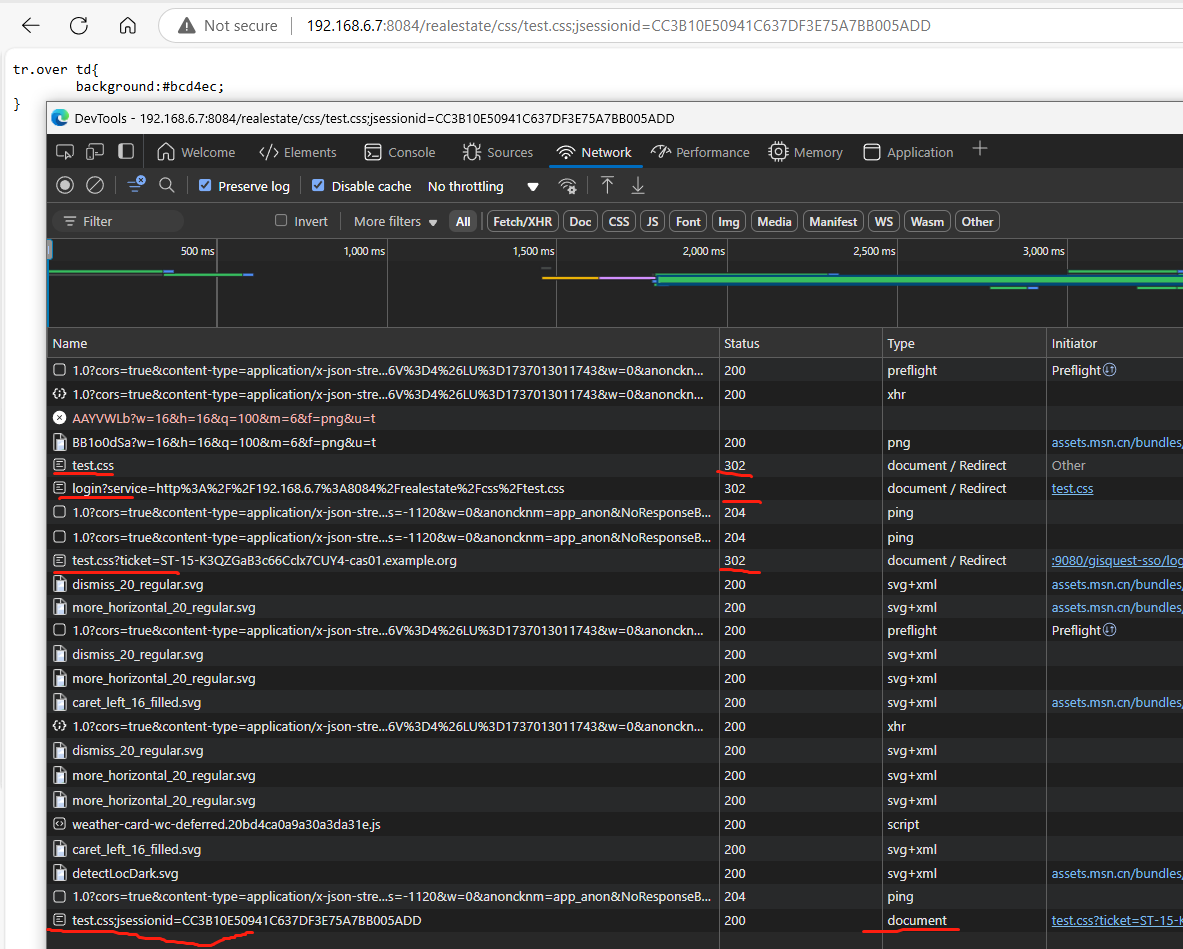 Not secure
192.168.6.7:8084/realestate/css/test.css;jsessionid=CC3B10E50941C637DF3E75A7BB005ADD
tr.over td{
background:#bcd4ec;
}
DevTools - 192.168.6.7:8084/realestate/css/test.css;jsessionid=CC3B10E50941C637DF3E75A7BB005ADD
Welcome Elements Console Sources Network Performance Memory Application
Preserve log Disable cache No throttling
Filter Invert More filters All Fetch/XHR Doc CSS JS Font Img Media Manifest WS Wasm Other
500 ms 1,000 ms 1,500 ms 2,000 ms 2,500 ms 3,000 ms
Name Status Type Initiator
1.0?cors=true&content-type=application/x-json-stre...6V%3D4%26LU%3D1737013011743&w=0&anonckn... 200 preflight Preflight
1.0?cors=true&content-type=application/x-json-stre...6V%3D4%26LU%3D1737013011743&w=0&anonckn... 200 xhr
AAYVWLb?w=16&h=16&q=100&m=6&f=png&u=t
BB1o0dSa?w=16&h=16&q=100&m=6&f=png&u=t 200 png assets.msn.cn/bundles/
test.css 302 document / Redirect Other
login?service=http%3A%2F%2F192.168.6.7%3A8084%2Frealestate%2Fcss%2Ftest.css 302 document / Redirect test.css
1.0?cors=true&content-type=application/x-json-stre...s=-1120&w=0&anoncknm=app_anon&NoResponseB... 204 ping
1.0?cors=true&content-type=application/x-json-stre...s=-1120&w=0&anoncknm=app_anon&NoResponseB... 204 ping
test.css?ticket=ST-15-K3QZGaB3c66Cclx7CUY4-cas01.example.org 302 document / Redirect :9080/gisquest-sso/log
dismiss_20_regular.svg 200 svg+xml assets.msn.cn/bundles/
more_horizontal_20_regular.svg 200 svg+xml assets.msn.cn/bundles/
1.0?cors=true&content-type=application/x-json-stre...6V%3D4%26LU%3D1737013011743&w=0&anonckn... 200 preflight Preflight
dismiss_20_regular.svg 200 svg+xml
more_horizontal_20_regular.svg 200 svg+xml
caret_left_16_filled.svg 200 svg+xml assets.msn.cn/bundles/
1.0?cors=true&content-type=application/x-json-stre...6V%3D4%26LU%3D1737013011743&w=0&anonckn... 200 xhr
dismiss_20_regular.svg 200 svg+xml
more_horizontal_20_regular.svg 200 svg+xml
more_horizontal_20_regular.svg 200 svg+xml
weather-card-wc-deferred.20bd4ca0a9a30a3da31e.js 200 script
caret_left_16_filled.svg 200 svg+xml
detectLocDark.svg 200 svg+xml assets.msn.cn/bundles/
1.0?cors=true&content-type=application/x-json-stre...s=-1120&w=0&anoncknm=app_anon&NoResponseB... 204 ping
test.css;jsessionid=CC3B10E50941C637DF3E75A7BB005ADD 200 document test.css?ticket=ST-15-K